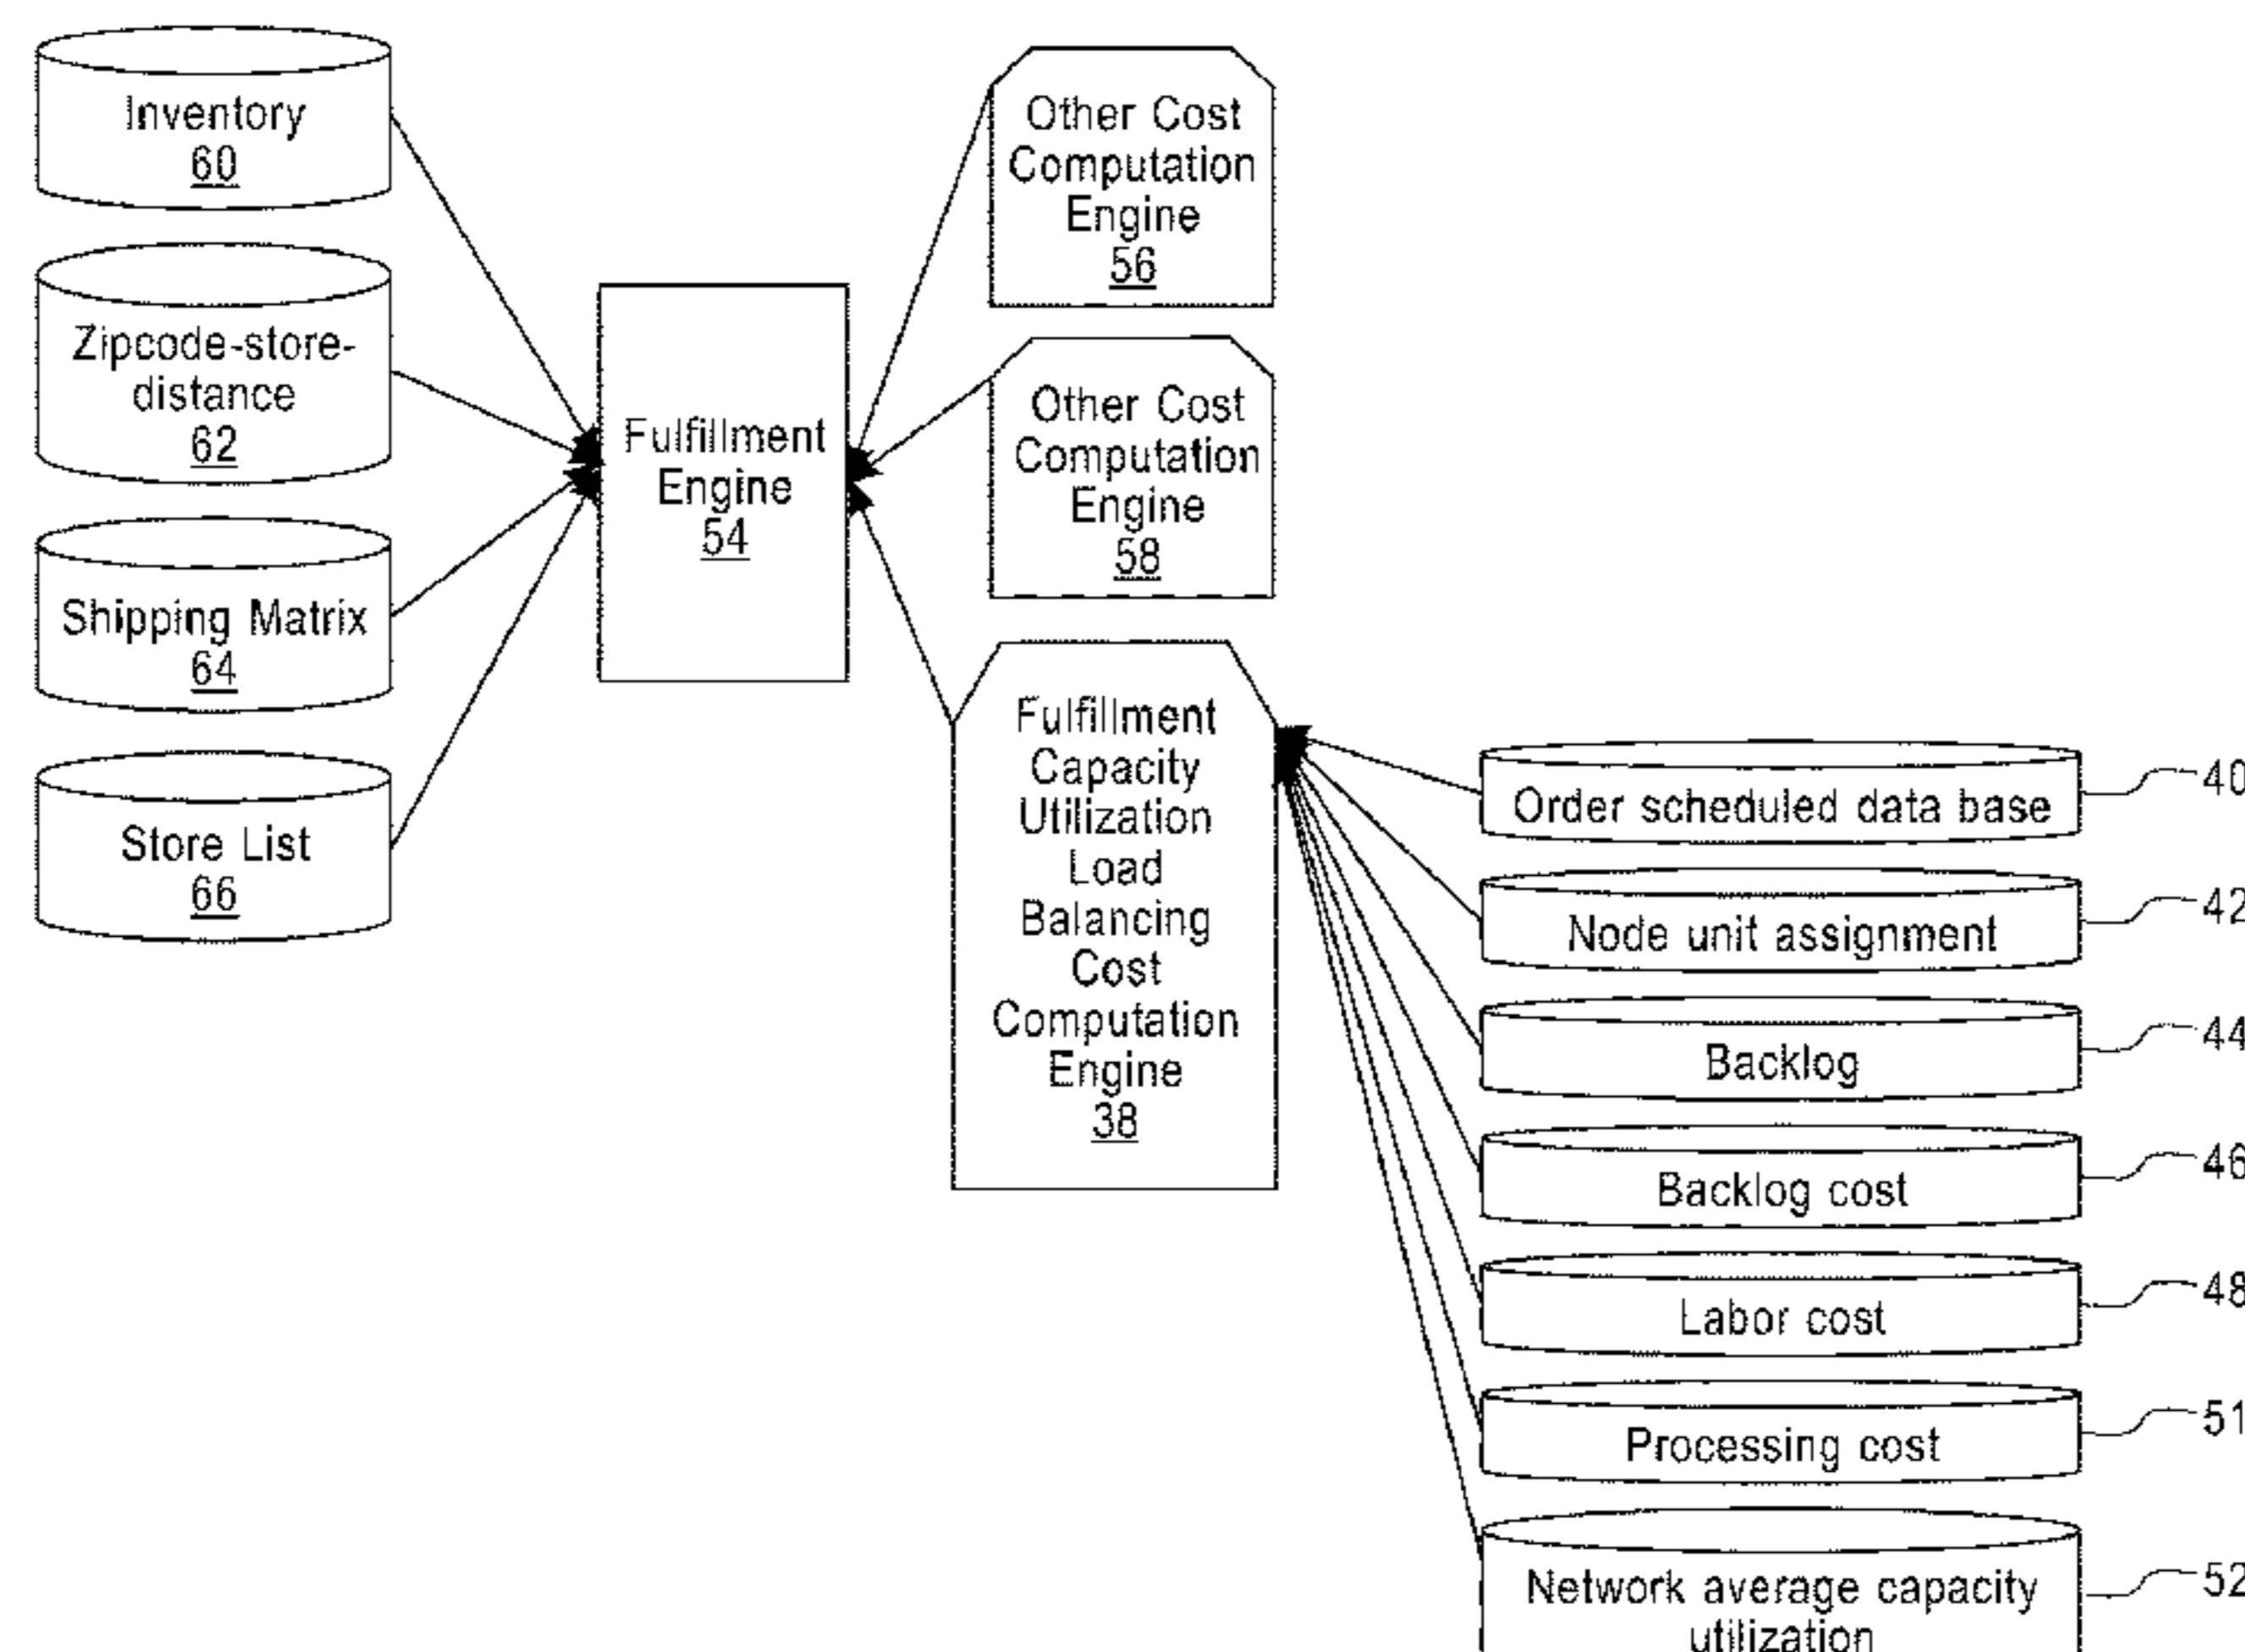 Inventory
60
Zipcode-store-
distance
62
Shipping Matrix
64
Store List
66
Fulfillment
Engine
54
Other Cost
Computation
Engine
56
Other Cost
Computation
Engine
58
Fulfillment
Capacity
Utilization
Load
Balancing
Cost
Computation
Engine
38
Order scheduled data base
40
Node unit assignment
42
Backlog
44
Backlog cost
46
Labor cost
48
Processing cost
51
Network average capacity
utilization
52